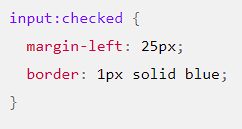 input:checked {
  margin-left: 25px;
  border: 1px solid blue;
}